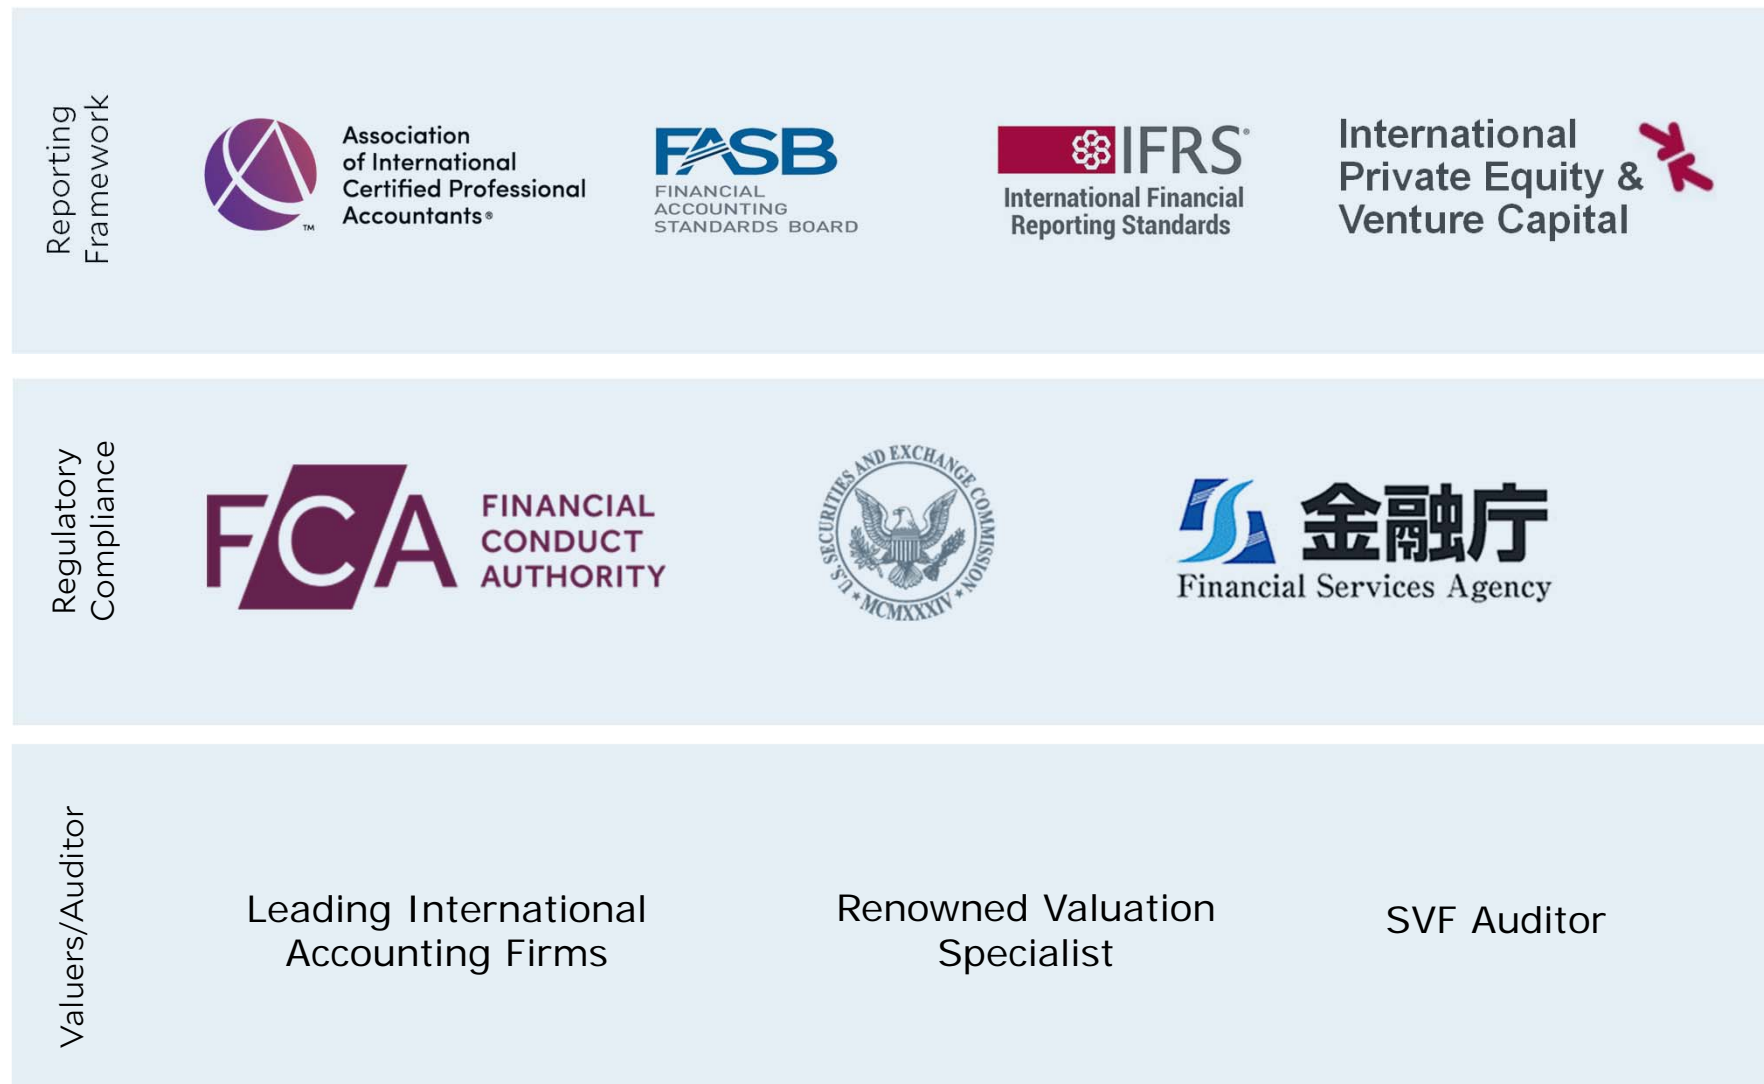 Reporting
Framework
Association
of International
Certified Professional
Accountants®
TM
FASB
FINANCIAL
ACCOUNTING
STANDARDS BOARD
IFRS®
International Financial
Reporting Standards
International
Private Equity &
Venture Capital
Regulatory
Compliance
FCA
FINANCIAL
CONDUCT
AUTHORITY
U.S. SECURITIES AND EXCHANGE COMMISSION
MCMXXXIV
金融庁
Financial Services Agency
Valuers/Auditor
Leading International
Accounting Firms
Renowned Valuation
Specialist
SVF Auditor